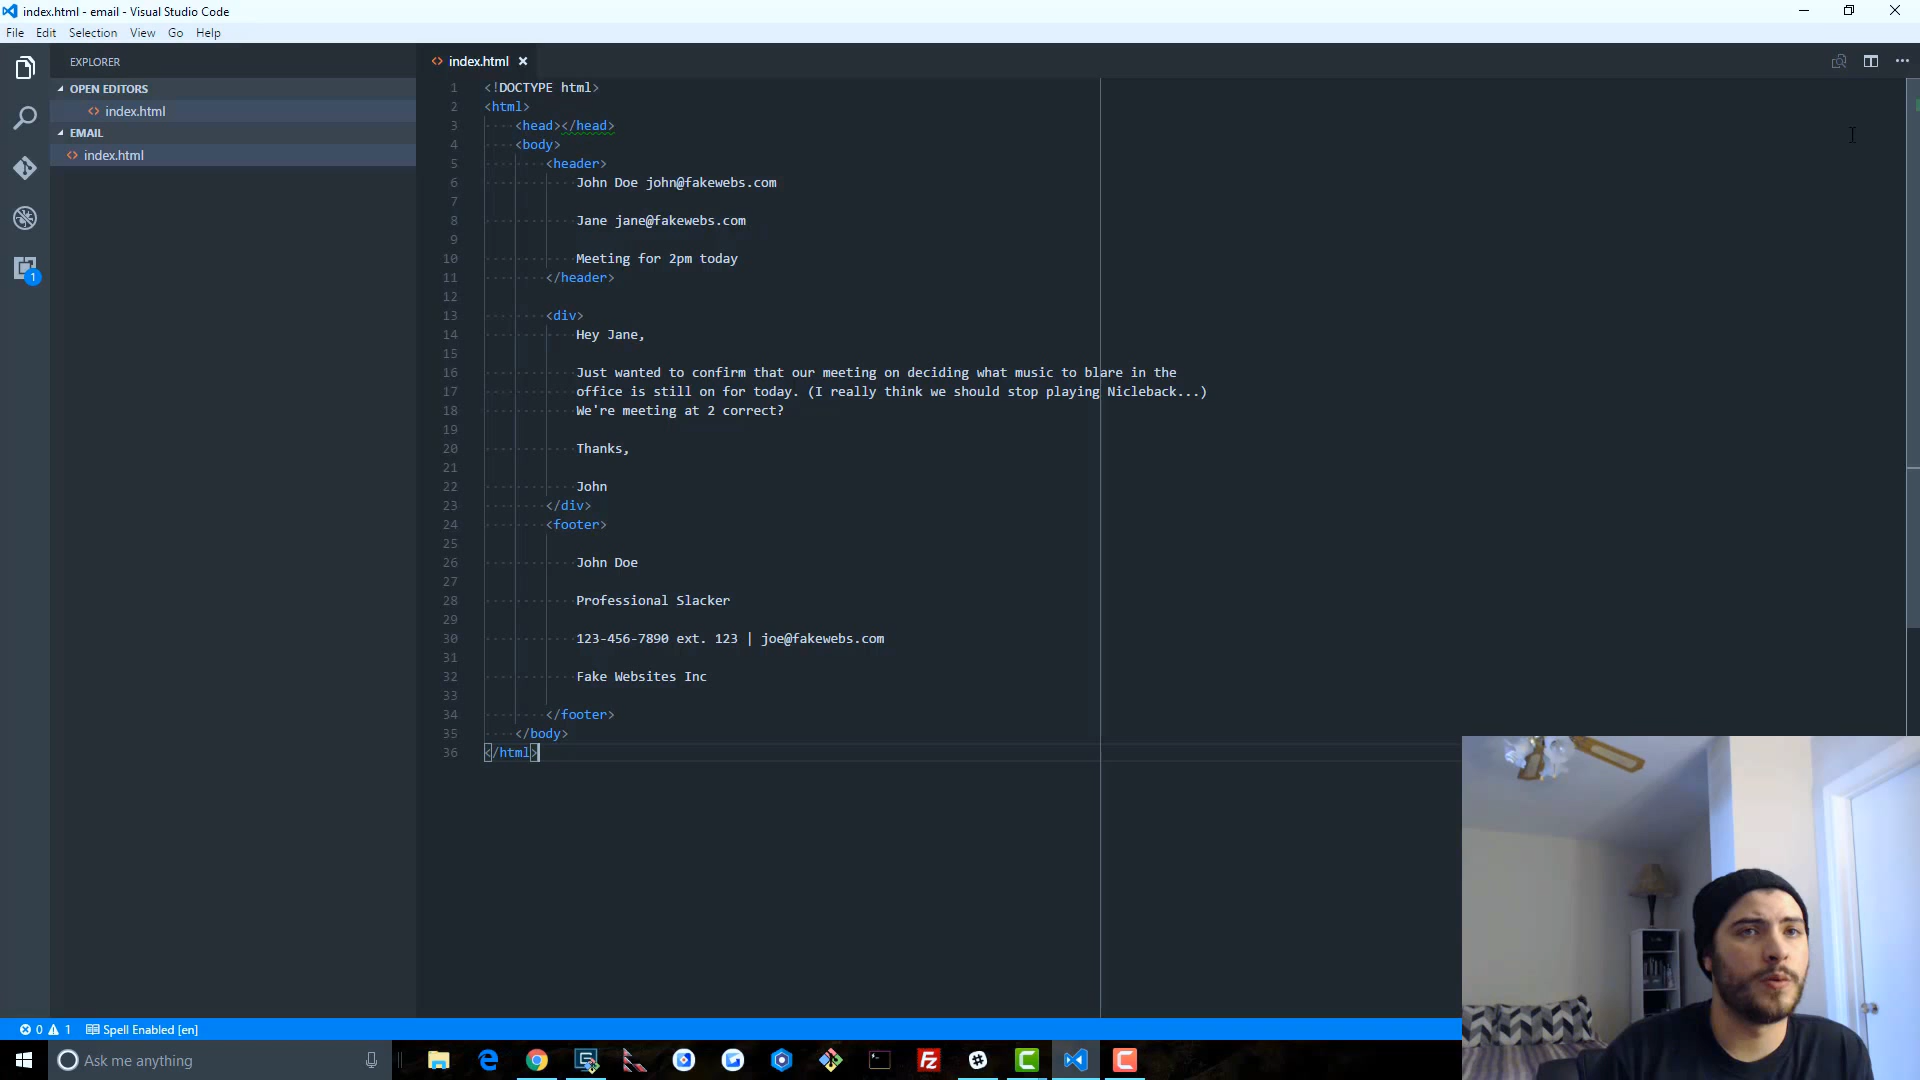 index.html - email - Visual Studio Code
File Edit Selection View Go Help
EXPLORER
OPEN EDITORS
index.html
EMAIL
index.html
1
index.html
1 <!DOCTYPE html>
2 <html>
3 <head></head>
4 <body>
5 <header>
6 John Doe john@fakewebs.com
7
8 Jane jane@fakewebs.com
9
10 Meeting for 2pm today
11 </header>
12
13 <div>
14 Hey Jane,
15
16 Just wanted to confirm that our meeting on deciding what music to blare in the
17 office is still on for today. (I really think we should stop playing Nicleback...)
18 We're meeting at 2 correct?
19
20 Thanks,
21
22 John
23 </div>
24 <footer>
25
26 John Doe
27
28 Professional Slacker
29
30 123-456-7890 ext. 123 | joe@fakewebs.com
31
32 Fake Websites Inc
33
34 </footer>
35 </body>
36 </html>
0 1 Spell Enabled [en]
Ask me anything